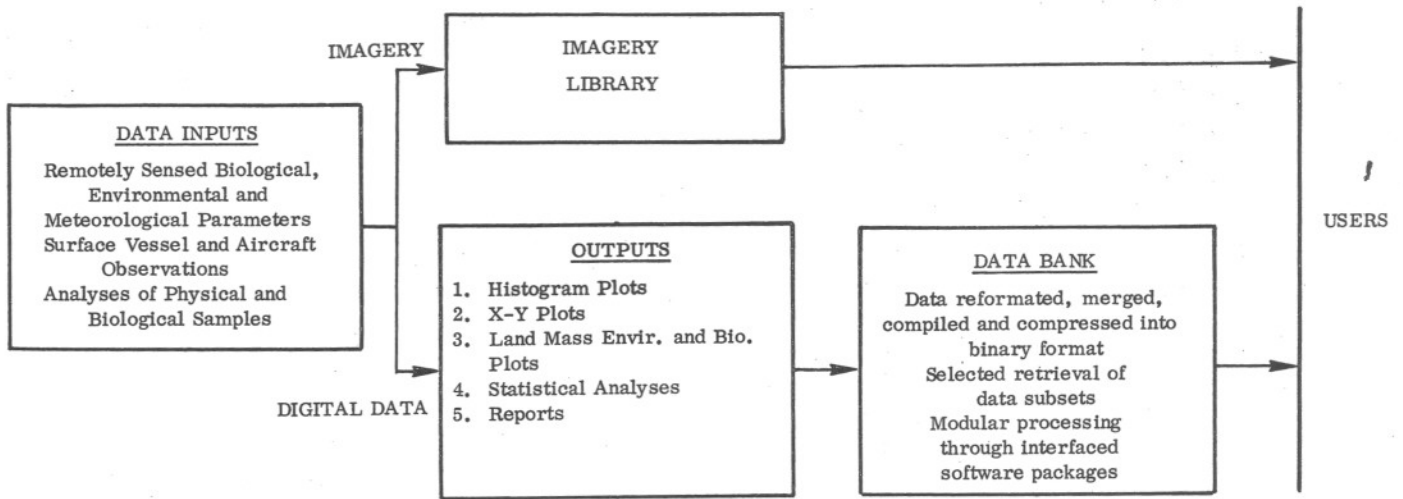 IMAGERY
IMAGERY
LIBRARY
DATA INPUTS
Remotely Sensed Biological,
Environmental and
Meteorological Parameters
Surface Vessel and Aircraft
Observations
Analyses of Physical and
Biological Samples
DIGITAL DATA
OUTPUTS
1. Histogram Plots
2. X-Y Plots
3. Land Mass Envir. and Bio.
Plots
4. Statistical Analyses
5. Reports
DATA BANK
Data reformated, merged,
compiled and compressed into
binary format
Selected retrieval of
data subsets
Modular processing
through interfaced
software packages
USERS